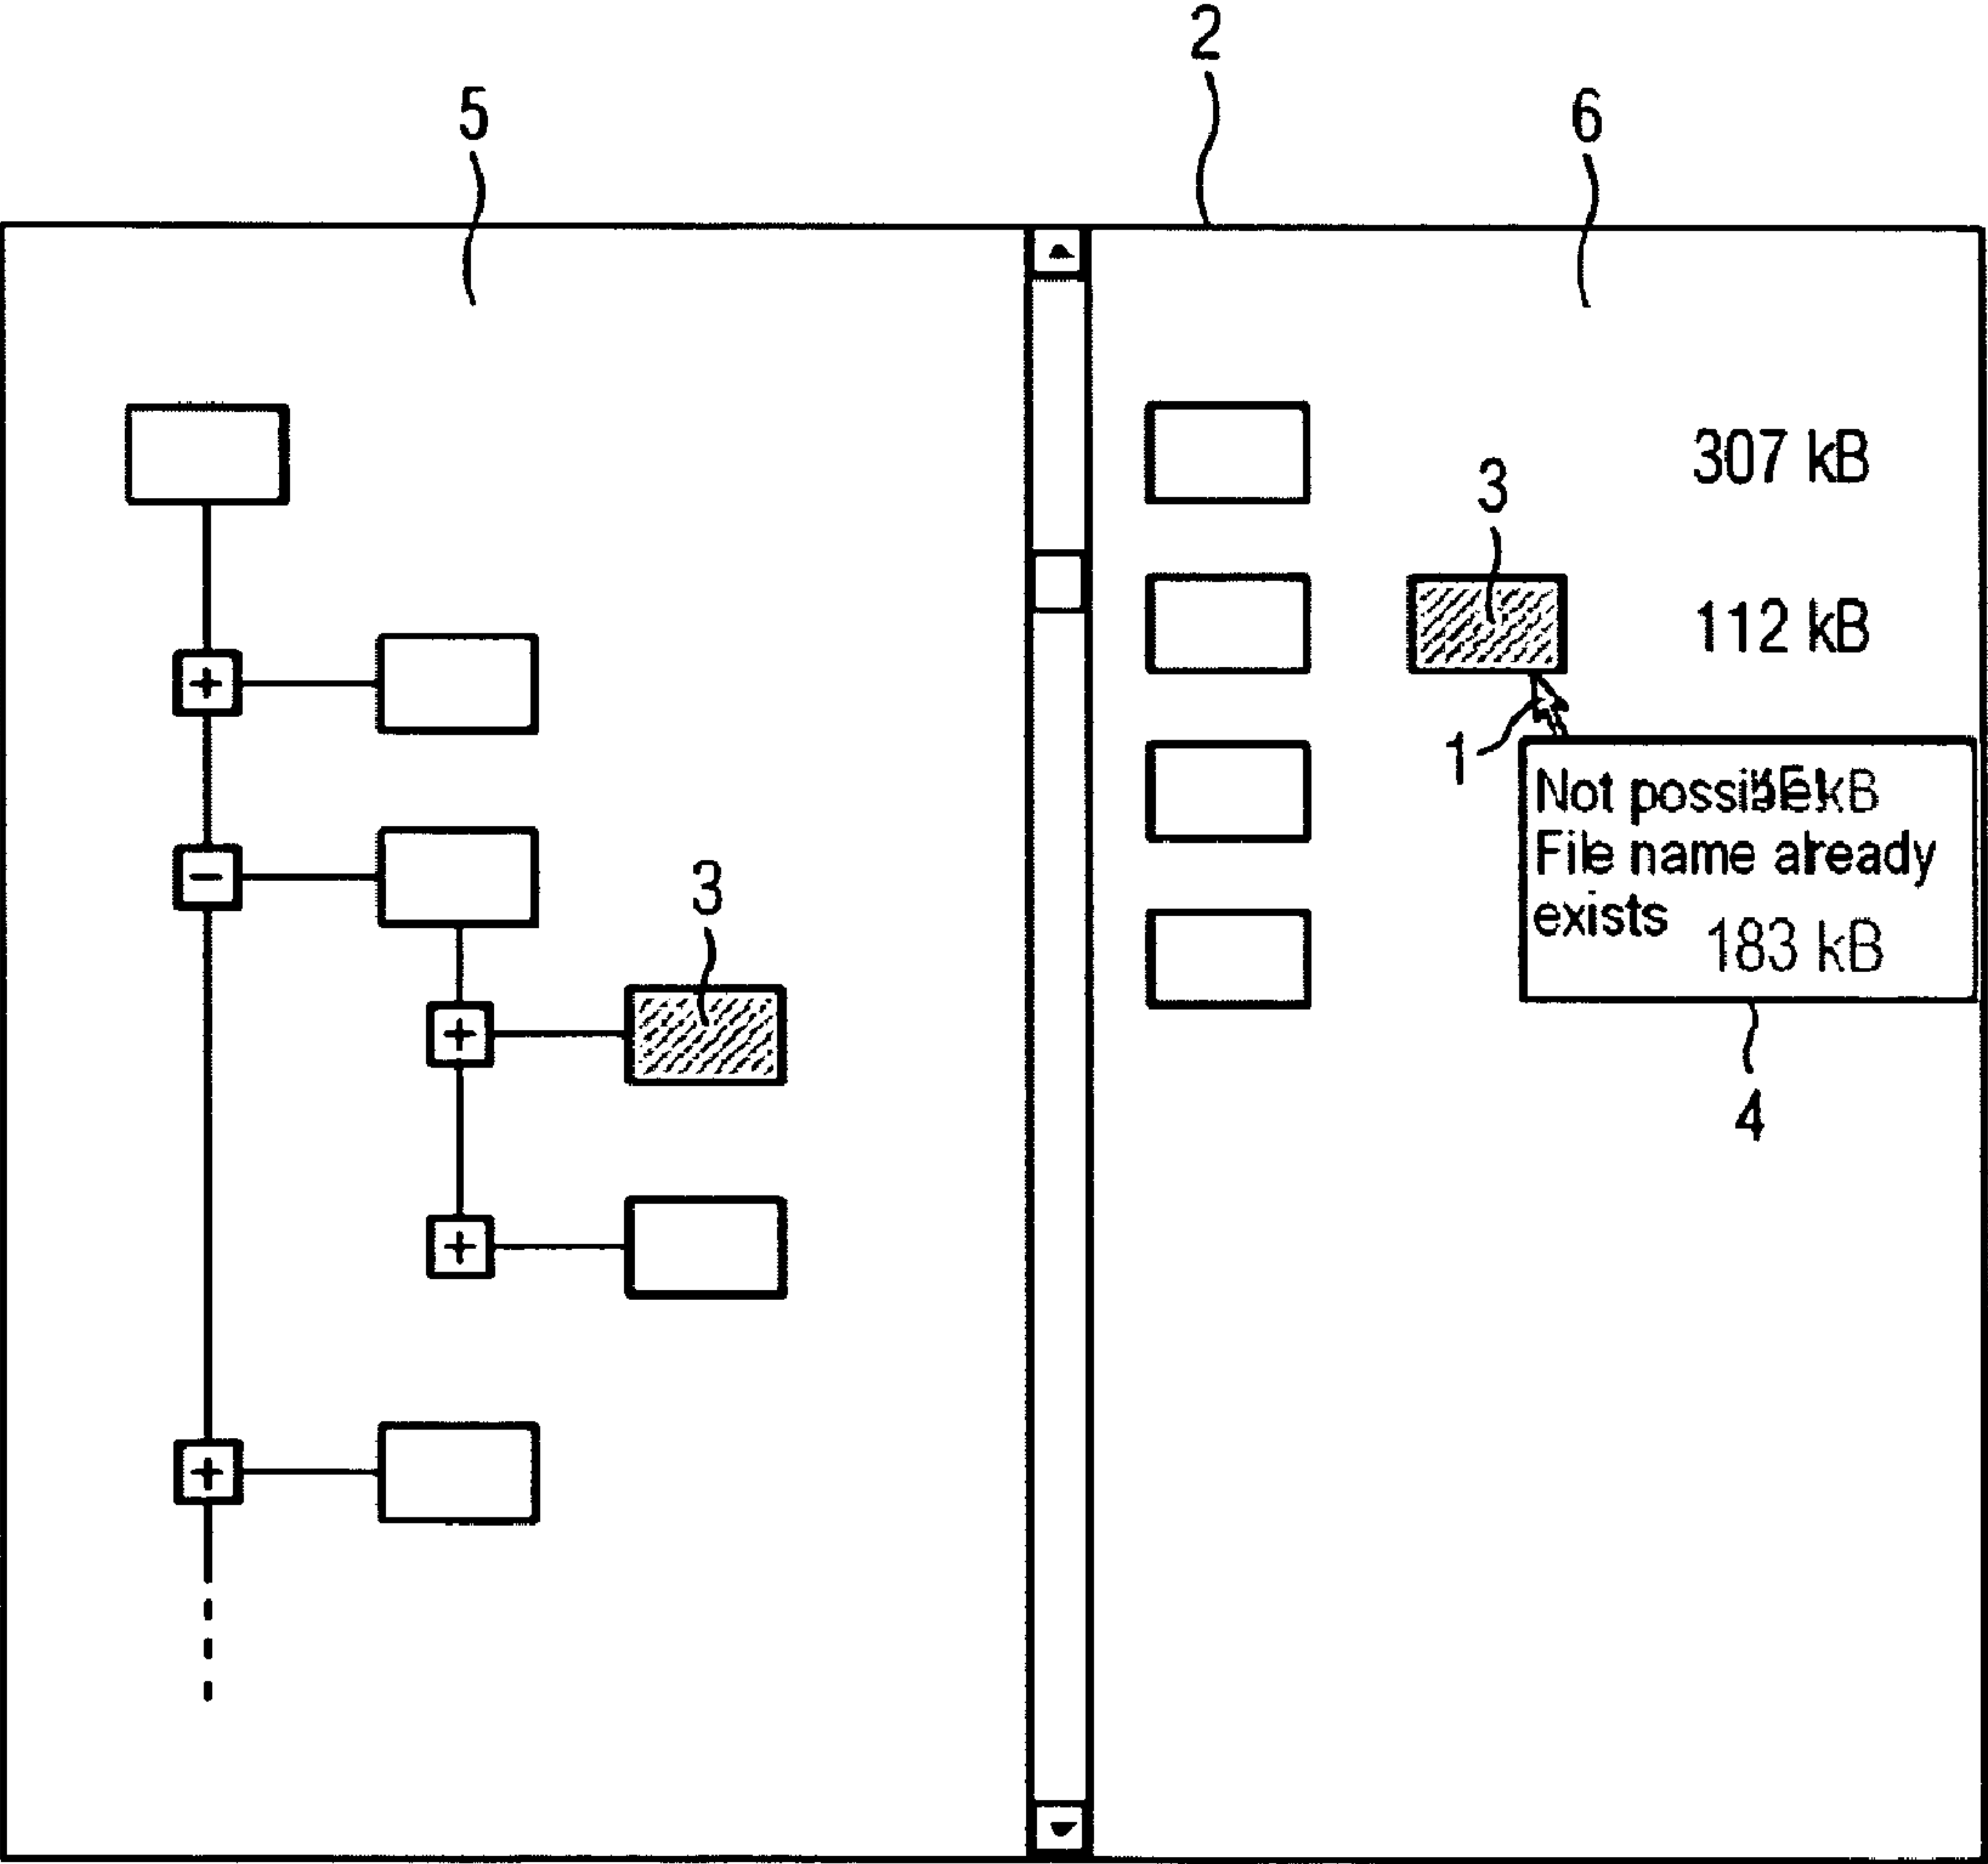 2
5
6
307 kB
3
112 kB
1
Not possible!
kB
File name already
3
exists
183 kB
4